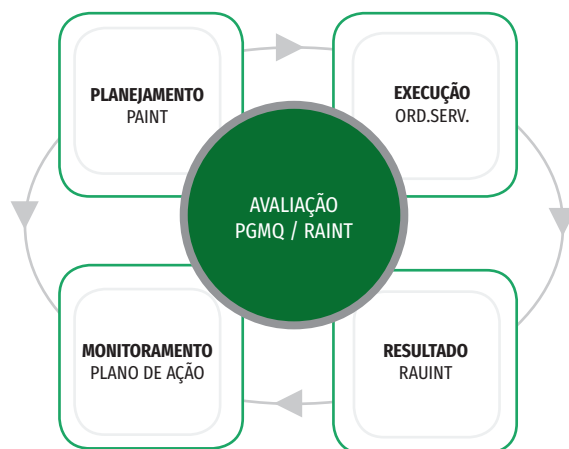 PLANEJAMENTO
PAINT
EXECUÇÃO
ORD.SERV.
AVALIAÇÃO
PGMQ / RAINT
MONITORAMENTO
PLANO DE AÇÃO
RESULTADO
RAUINT